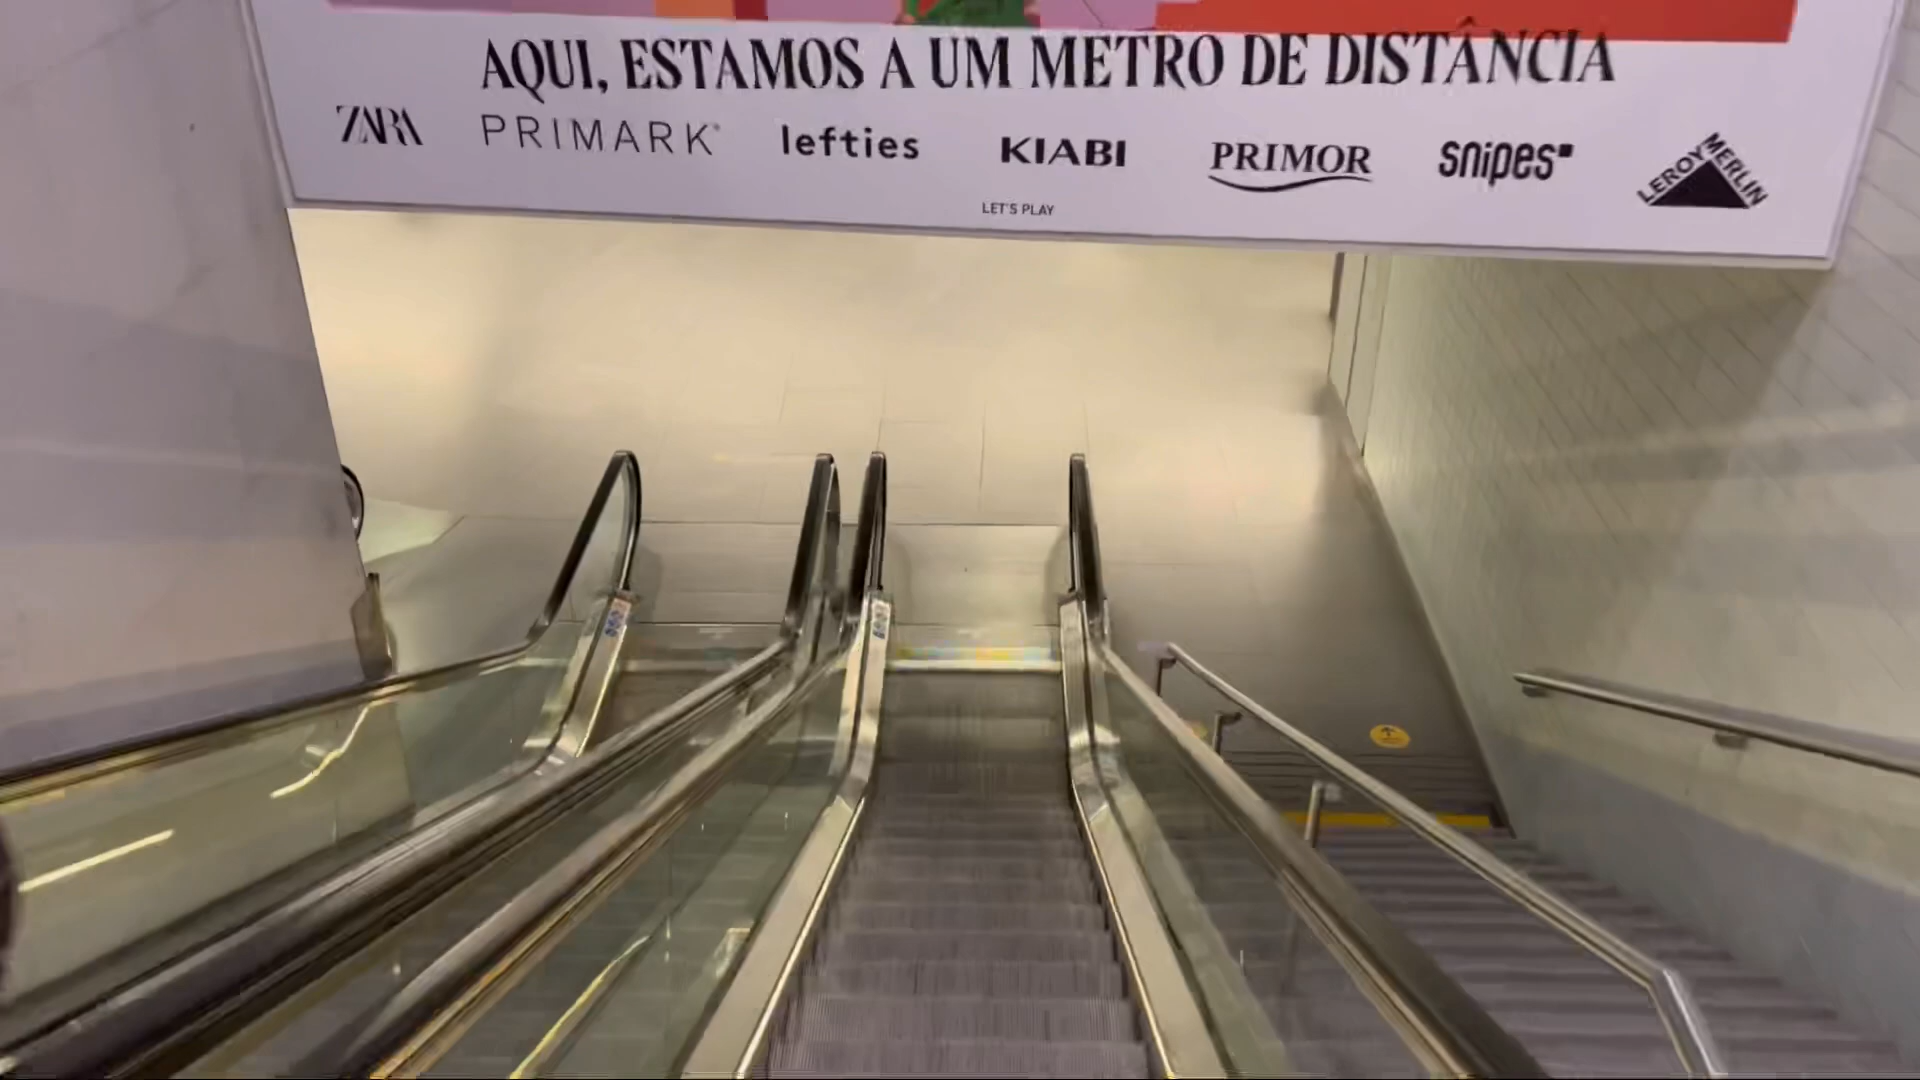 AQUI, ESTAMOS A UM METRO DE DISTÂNCIA
ZARA PRIMARK lefties KIABI PRIMOR snipes LEROY MERLIN
LET'S PLAY